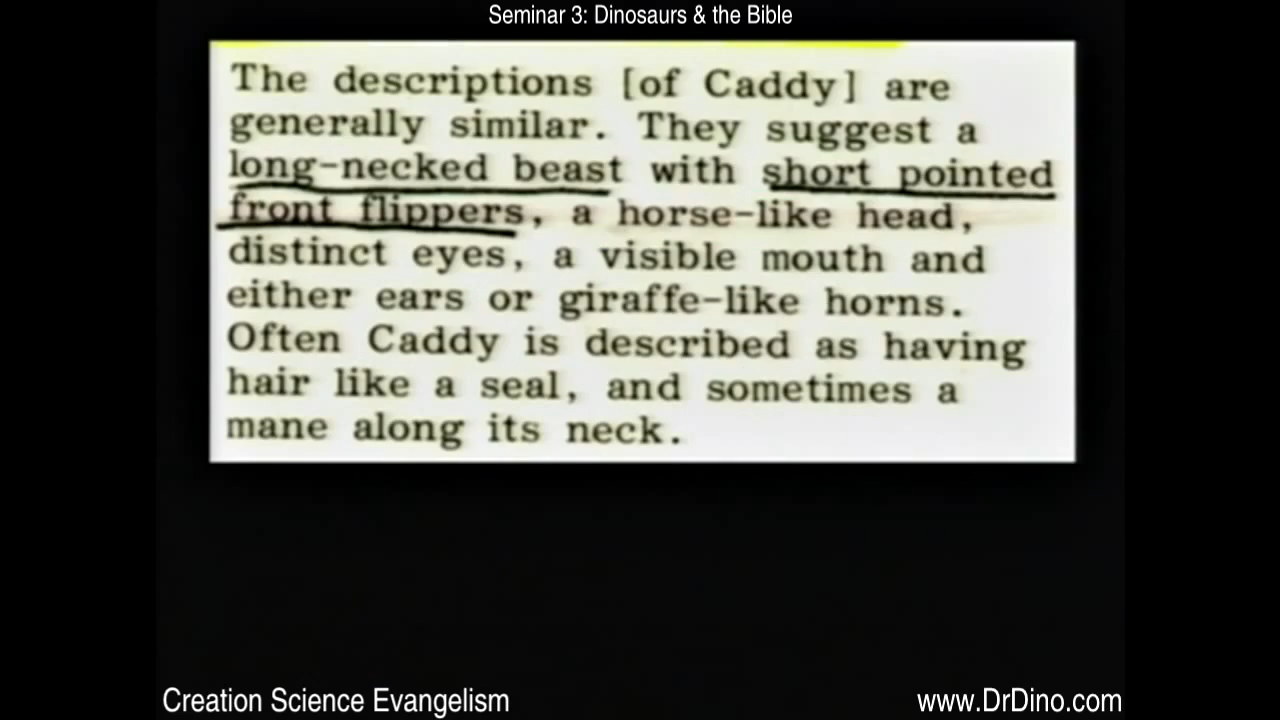 Seminar 3: Dinosaurs & the Bible
The descriptions [of Caddy] are
generally similar. They suggest a
long-necked beast with short pointed
front flippers, a horse-like head,
distinct eyes, a visible mouth and
either ears or giraffe-like horns.
Often Caddy is described as having
hair like a seal, and sometimes a
mane along its neck.
Creation Science Evangelism
www.DrDino.com